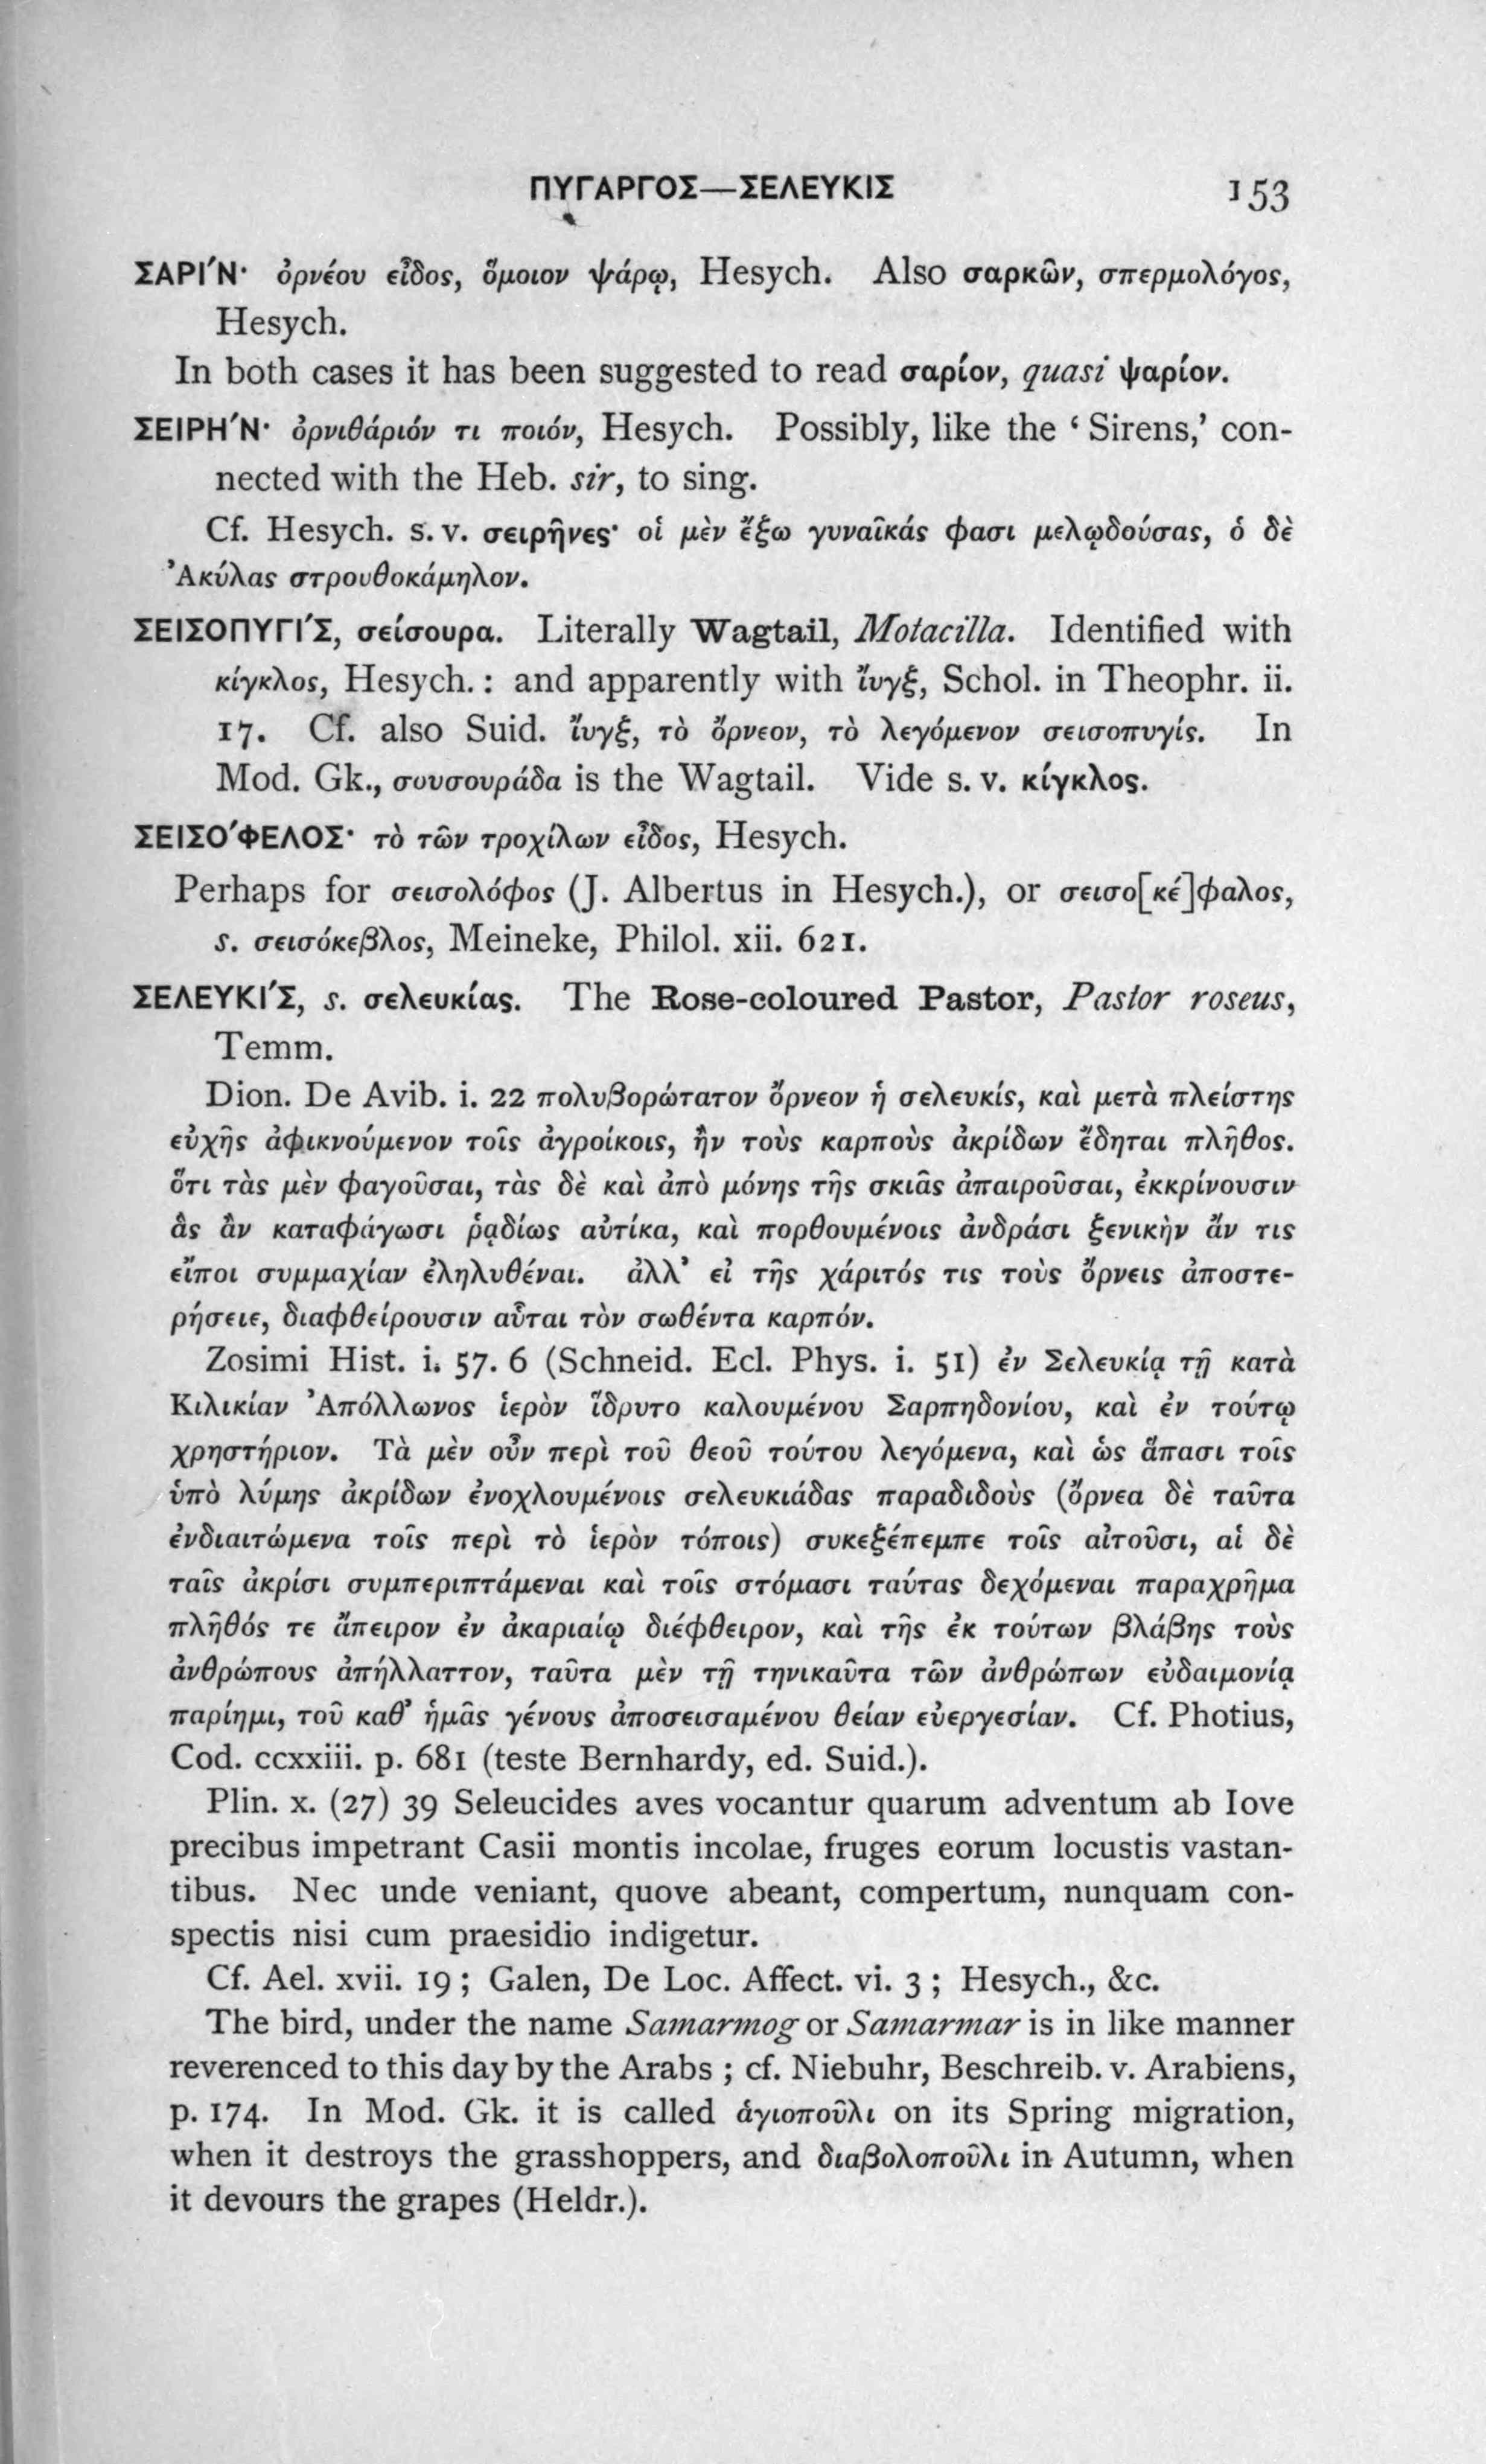 ΠΥΓΑΡΓΟΣ—ΣΕΛΕΥΚΙΣ 153
ΣΑΡΙ´Ν· ὀρνέου εἶδος, ὅμοιον ψάρῳ, Hesych. Also σαρκῶν, σπερμολόγος,
Hesych.
In both cases it has been suggested to read σαρίον, quasi ψαρίον.
ΣΕΙΡΗ´Ν· ὀρνιθάριόν τι ποιόν, Hesych. Possibly, like the ‘ Sirens,’ con-
nected with the Heb. sir, to sing.
Cf. Hesych. s. v. σειρῆνες· οἱ μὲν ἔξω γυναῖκάς φασι μελῳδούσας, ὁ δὲ
Ἀκύλας στρουθοκάμηλον.
ΣΕΙΣΟΠΥΓΙ´Σ, σείσουρα. Literally Wagtail, Motacilla. Identified with
κίγκλος, Hesych. : and apparently with ἴυγξ, Schol. in Theophr. ii.
17. Cf. also Suid. ἴυγξ, τὸ ὄρνεον, τὸ λεγόμενον σεισοπυγίς. In
Mod. Gk., σουσουράδα is the Wagtail. Vide s. v. κίγκλος.
ΣΕΙΣΟ´ΦΕΛΟΣ· τὸ τῶν τροχίλων εἶδος, Hesych.
Perhaps for σεισολόφος (J. Albertus in Hesych.), or σεισο[κέ]φαλος,
s. σεισόκεβλος, Meineke, Philol. xii. 621.
ΣΕΛΕΥΚΙ´Σ, s. σελευκίας. The Rose-coloured Pastor, Pastor roseus,
Temm.
Dion. De Avib. i. 22 πολυβορώτατον ὄρνεον ἡ σελευκίς, καὶ μετὰ πλείστης
εὐχῆς ἀφικνούμενον τοῖς ἀγροίκοις, ἢν τοὺς καρποὺς ἀκρίδων ἔδηται πλῆθος.
ὅτι τὰς μὲν φαγοῦσαι, τὰς δὲ καὶ ἀπὸ μόνης τῆς σκιᾶς ἀπαιροῦσαι, ἐκκρίνουσιν
ἃς ἂν καταφάγωσι ῥᾳδίως αὐτίκα, καὶ πορθουμένοις ἀνδράσι ξενικὴν ἄν τις
εἴποι συμμαχίαν ἐληλυθέναι. ἀλλ’ εἰ τῆς χάριτός τις τοὺς ὄρνεις ἀποστε-
ρήσειε, διαφθείρουσιν αὗται τὸν σωθέντα καρπόν.
Zosimi Hist. i. 57. 6 (Schneid. Ecl. Phys. i. 51) ἐν Σελευκίᾳ τῇ κατὰ
Κιλικίαν Ἀπόλλωνος ἱερὸν ἵδρυτο καλουμένου Σαρπηδονίου, καὶ ἐν τούτῳ
χρηστήριον. Τὰ μὲν οὖν περὶ τοῦ θεοῦ τούτου λεγόμενα, καὶ ὡς ἅπασι τοῖς
ὑπὸ λύμης ἀκρίδων ἐνοχλουμένοις σελευκιάδας παραδιδοὺς (ὄρνεα δὲ ταῦτα
ἐνδιαιτώμενα τοῖς περὶ τὸ ἱερὸν τόποις) συνεξέπεμπε τοῖς αἰτοῦσι, αἱ δὲ
ταῖς ἀκρίσι συμπεριπτάμεναι καὶ τοῖς στόμασι ταύτας δεχόμεναι παραχρῆμα
πλῆθός τε ἄπειρον ἐν ἀκαριαίῳ διέφθειρον, καὶ τῆς ἐκ τούτων βλάβης τοὺς
ἀνθρώπους ἀπήλλαττον, ταῦτα μὲν τῇ τηνικαῦτα τῶν ἀνθρώπων εὐδαιμονίᾳ
παρίημι, τοῦ καθ’ ἡμᾶς γένους ἀποσεισαμένου θείαν εὐεργεσίαν. Cf. Photius,
Cod. ccxxiii. p. 681 (teste Bernhardy, ed. Suid.).
Plin. x. (27) 39 Seleucides aves vocantur quarum adventum ab Iove
precibus impetrant Casii montis incolae, fruges eorum locustis vastan-
tibus. Nec unde veniant, quove abeant, compertum, nunquam con-
spectis nisi cum praesidio indigetur.
Cf. Ael. xvii. 19 ; Galen, De Loc. Affect. vi. 3 ; Hesych., &c.
The bird, under the name Samarmog or Samarmar is in like manner
reverenced to this day by the Arabs ; cf. Niebuhr, Beschreib. v. Arabiens,
p. 174. In Mod. Gk. it is called ἁγιοποῦλι on its Spring migration,
when it destroys the grasshoppers, and διαβολοποῦλι in Autumn, when
it devours the grapes (Heldr.).